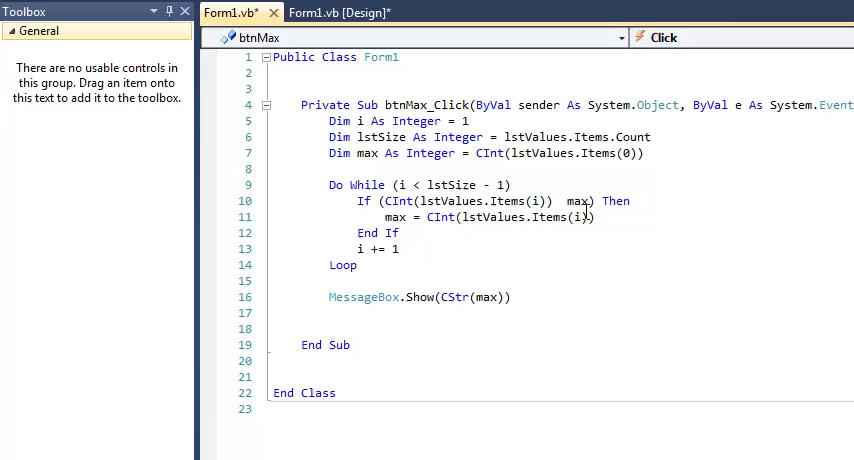 Toolbox
General
There are no usable controls in
this group. Drag an item onto
this text to add it to the toolbox.
Form1.vb* Form1.vb [Design]*
btnMax Click
1 Public Class Form1
2
3
4 Private Sub btnMax_Click(ByVal sender As System.Object, ByVal e As System.Event
5 Dim i As Integer = 1
6 Dim lstSize As Integer = lstValues.Items.Count
7 Dim max As Integer = CInt(lstValues.Items(0))
8
9 Do While (i < lstSize - 1)
10 If (CInt(lstValues.Items(i))  max) Then
11 max = CInt(lstValues.Items(i))
12 End If
13 i += 1
14 Loop
15
16 MessageBox.Show(CStr(max))
17
18
19 End Sub
20
21
22 End Class
23